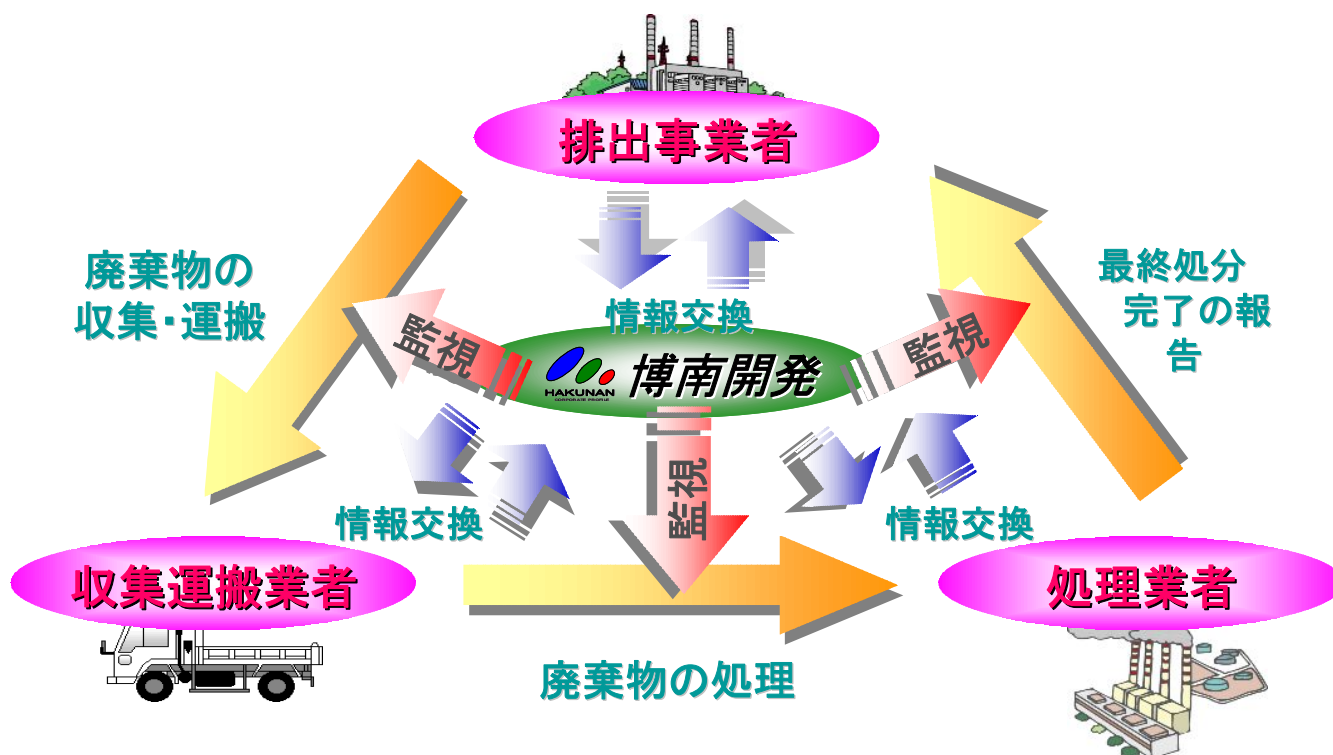 排出事業者
廃棄物の
収集・運搬
最終処分
完了の報
告
情報交換
監視
監視
HAKUNAN
CORPORATE PROFILE
博南開発
監視
情報交換
情報交換
収集運搬業者
処理業者
廃棄物の処理